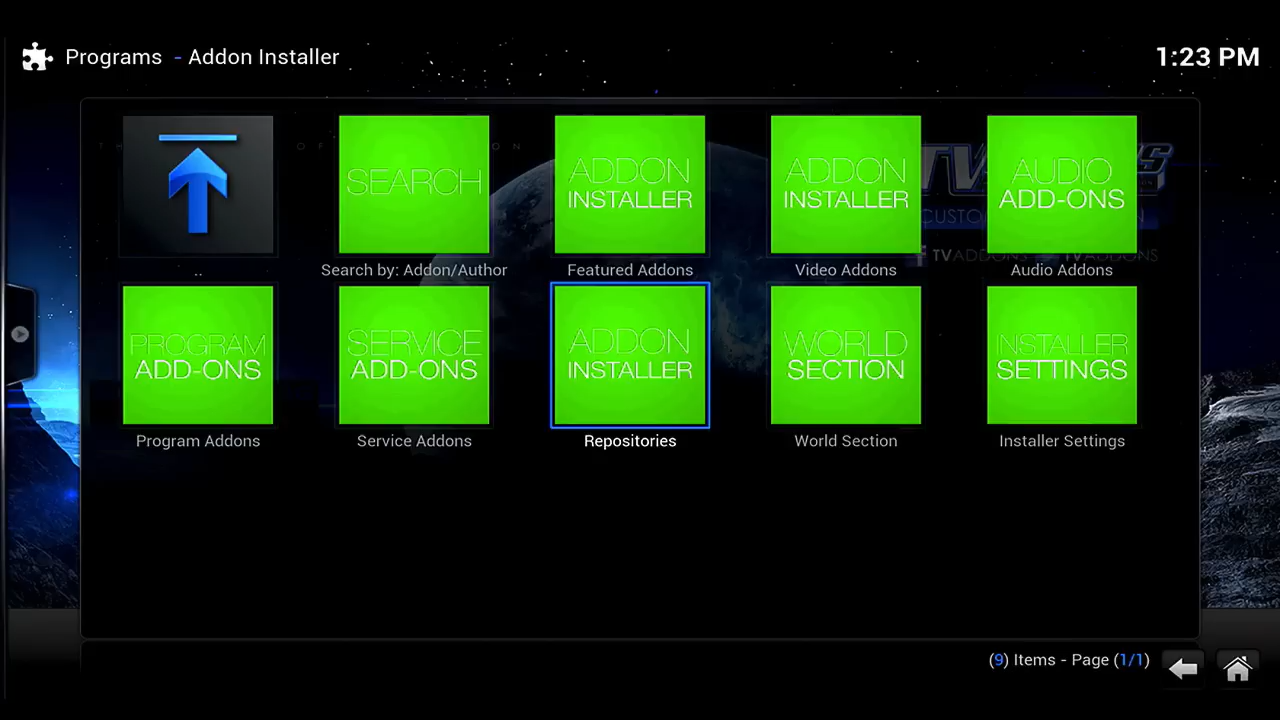 Programs - Addon Installer
1:23 PM
SEARCH
ADDON
INSTALLER
ADDON
INSTALLER
AUDIO
ADD-ONS
..
Search by: Addon/Author
Featured Addons
Video Addons
Audio Addons
PROGRAM
ADD-ONS
SERVICE
ADD-ONS
ADDON
INSTALLER
WORLD
SECTION
INSTALLER
SETTINGS
Program Addons
Service Addons
Repositories
World Section
Installer Settings
(9) Items - Page (1/1)